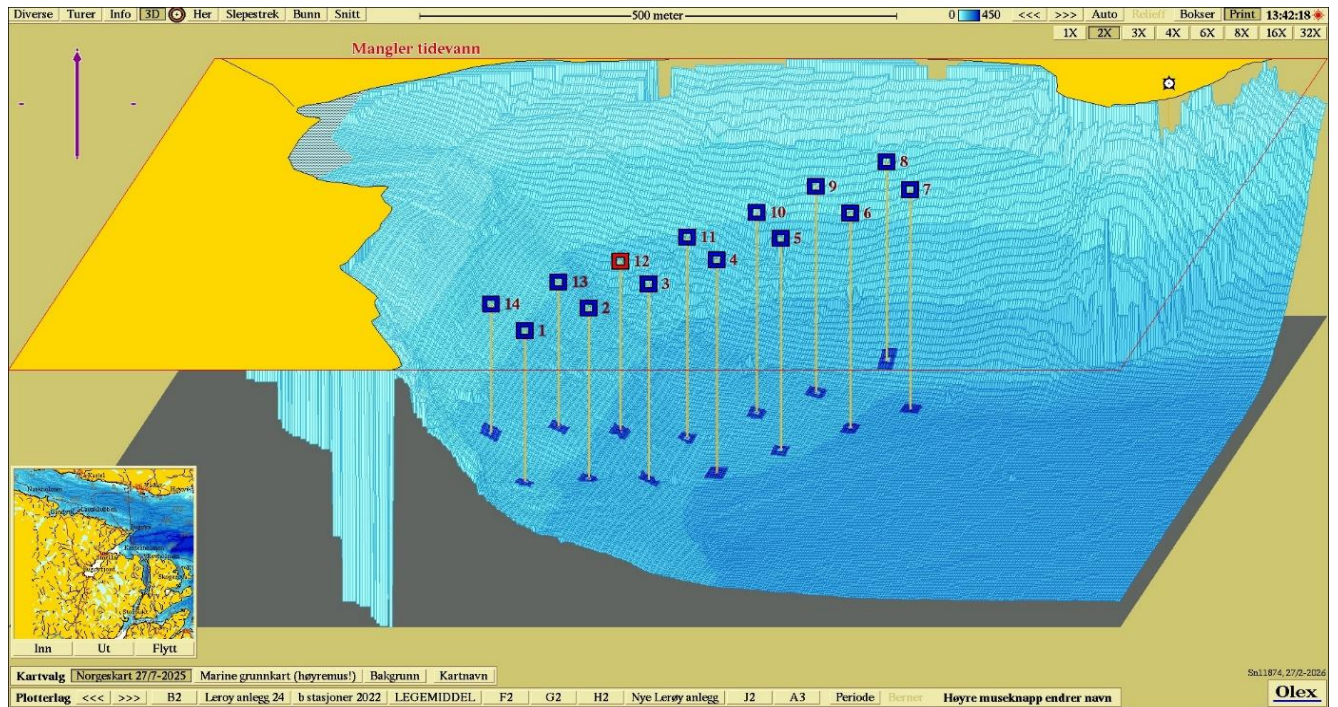 Diverse Turer Info 3D Her Slepestrek Bunn Snitt 500 meter 0 450 <<< >>> Auto Relieff Bokser Print 13:42:18
1X 2X 3X 4X 6X 8X 16X 32X
Mangler tidevann
8
9 7
10 6
11 5
12 4
13 3
14 2
1
Inn Ut Flytt
Kartvalg Norgeskart 27/7-2025 Marine grunnkart (høyremus!) Bakgrunn Kartnavn
Sn11874, 27/2-2026
Plotterlag <<< >>> B2 Leroy anlegg 24 b stasjoner 2022 LEGEMIDDEL F2 G2 H2 Nye Lerøy anlegg J2 A3 Periode Berner Høyre museknapp endrer navn
Olex